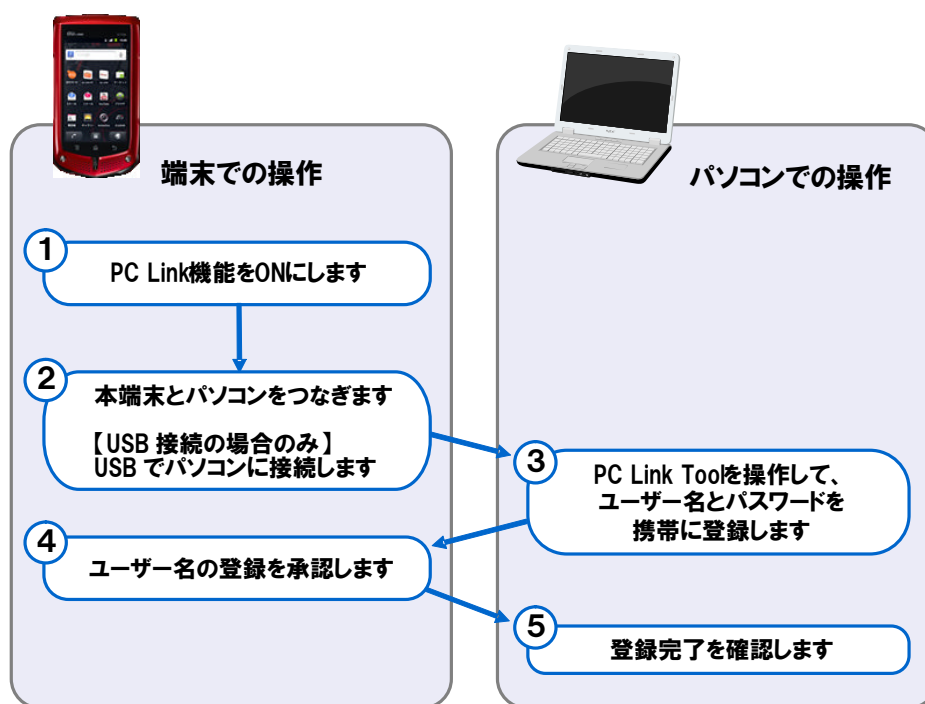 端末での操作
パソコンでの操作
1
PC Link機能をONにします
2
本端末とパソコンをつなぎます
【USB 接続の場合のみ】
USB でパソコンに接続します
3
PC Link Toolを操作して、
ユーザー名とパスワードを
携帯に登録します
4
ユーザー名の登録を承認します
5
登録完了を確認します